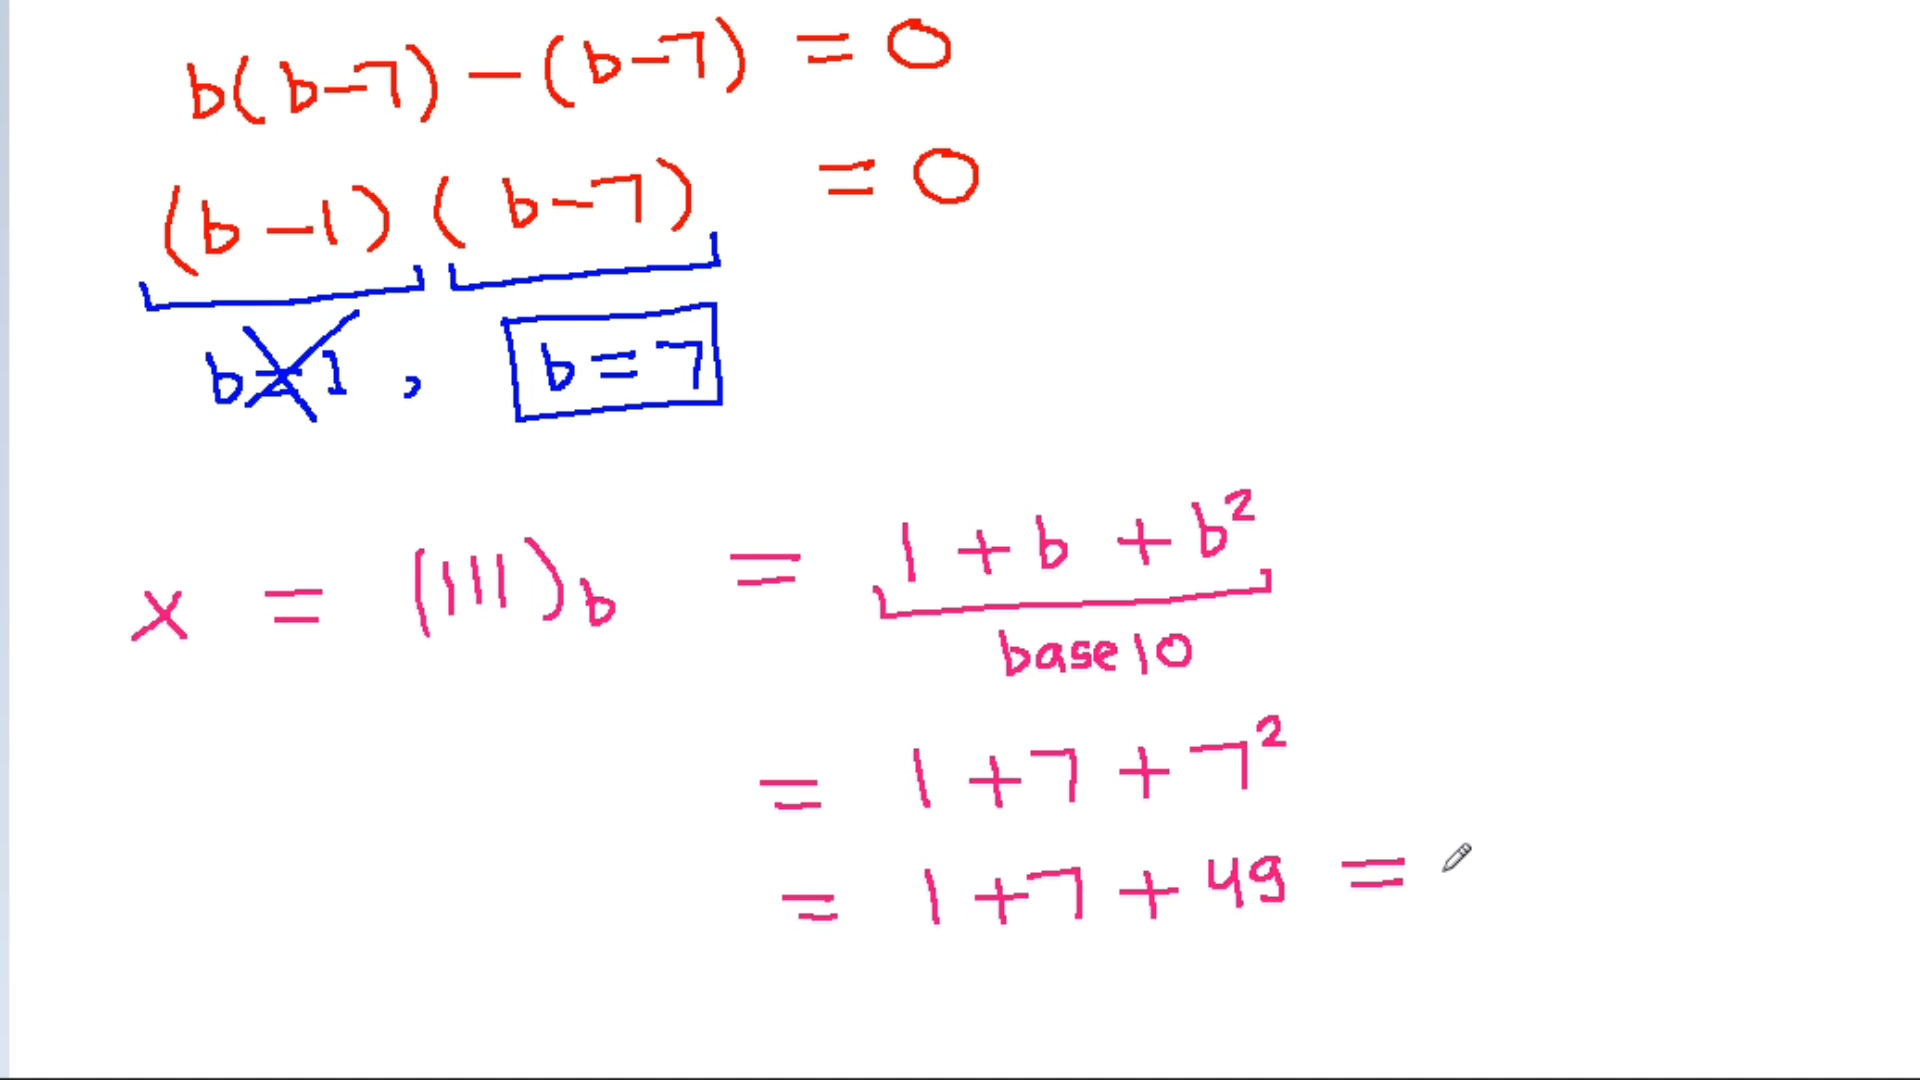 b(b-7) - (b-7) = 0
(b-1)(b-7) = 0
b=1, b=7
x = (111)b = 1 + b + b²
base 10
= 1+7+7²
= 1+7+49 =